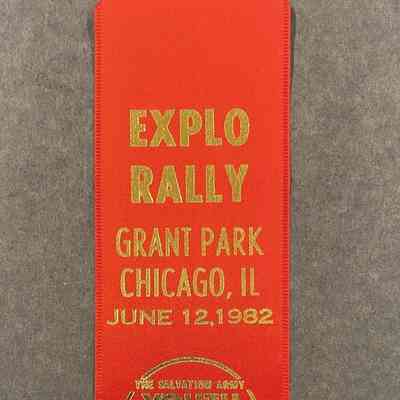 EXPLO
RALLY
GRANT PARK
CHICAGO, IL
JUNE 12, 1982
THE SALVATION ARMY